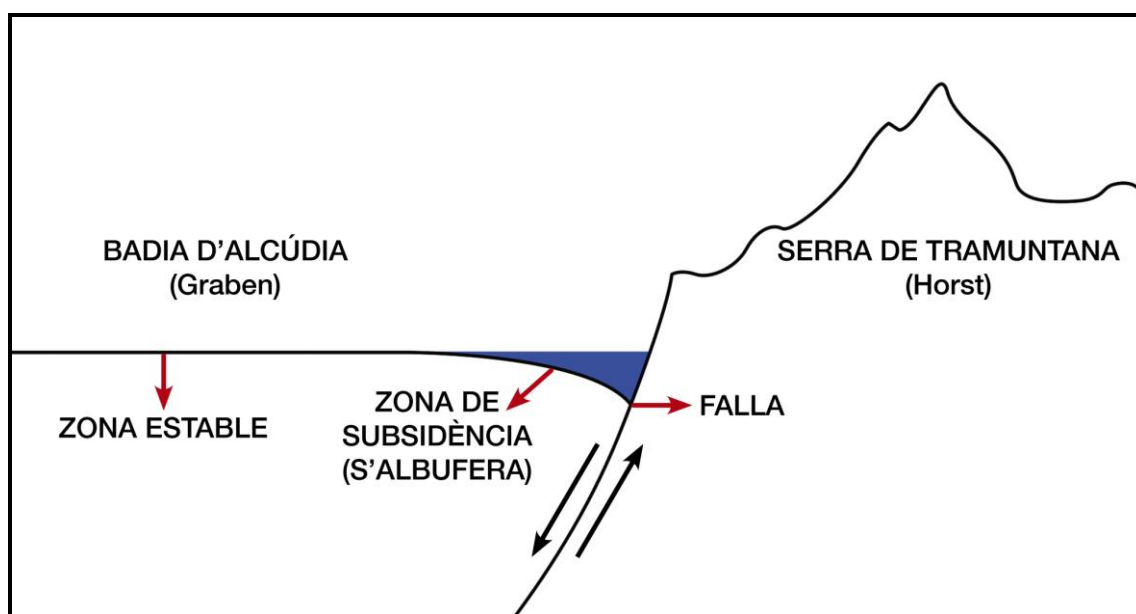 BADIA D'ALCÚDIA
(Graben)
SERRA DE TRAMUNTANA
(Horst)
ZONA ESTABLE
ZONA DE
SUBSIDÈNCIA
(S'ALBUFERA)
FALLA